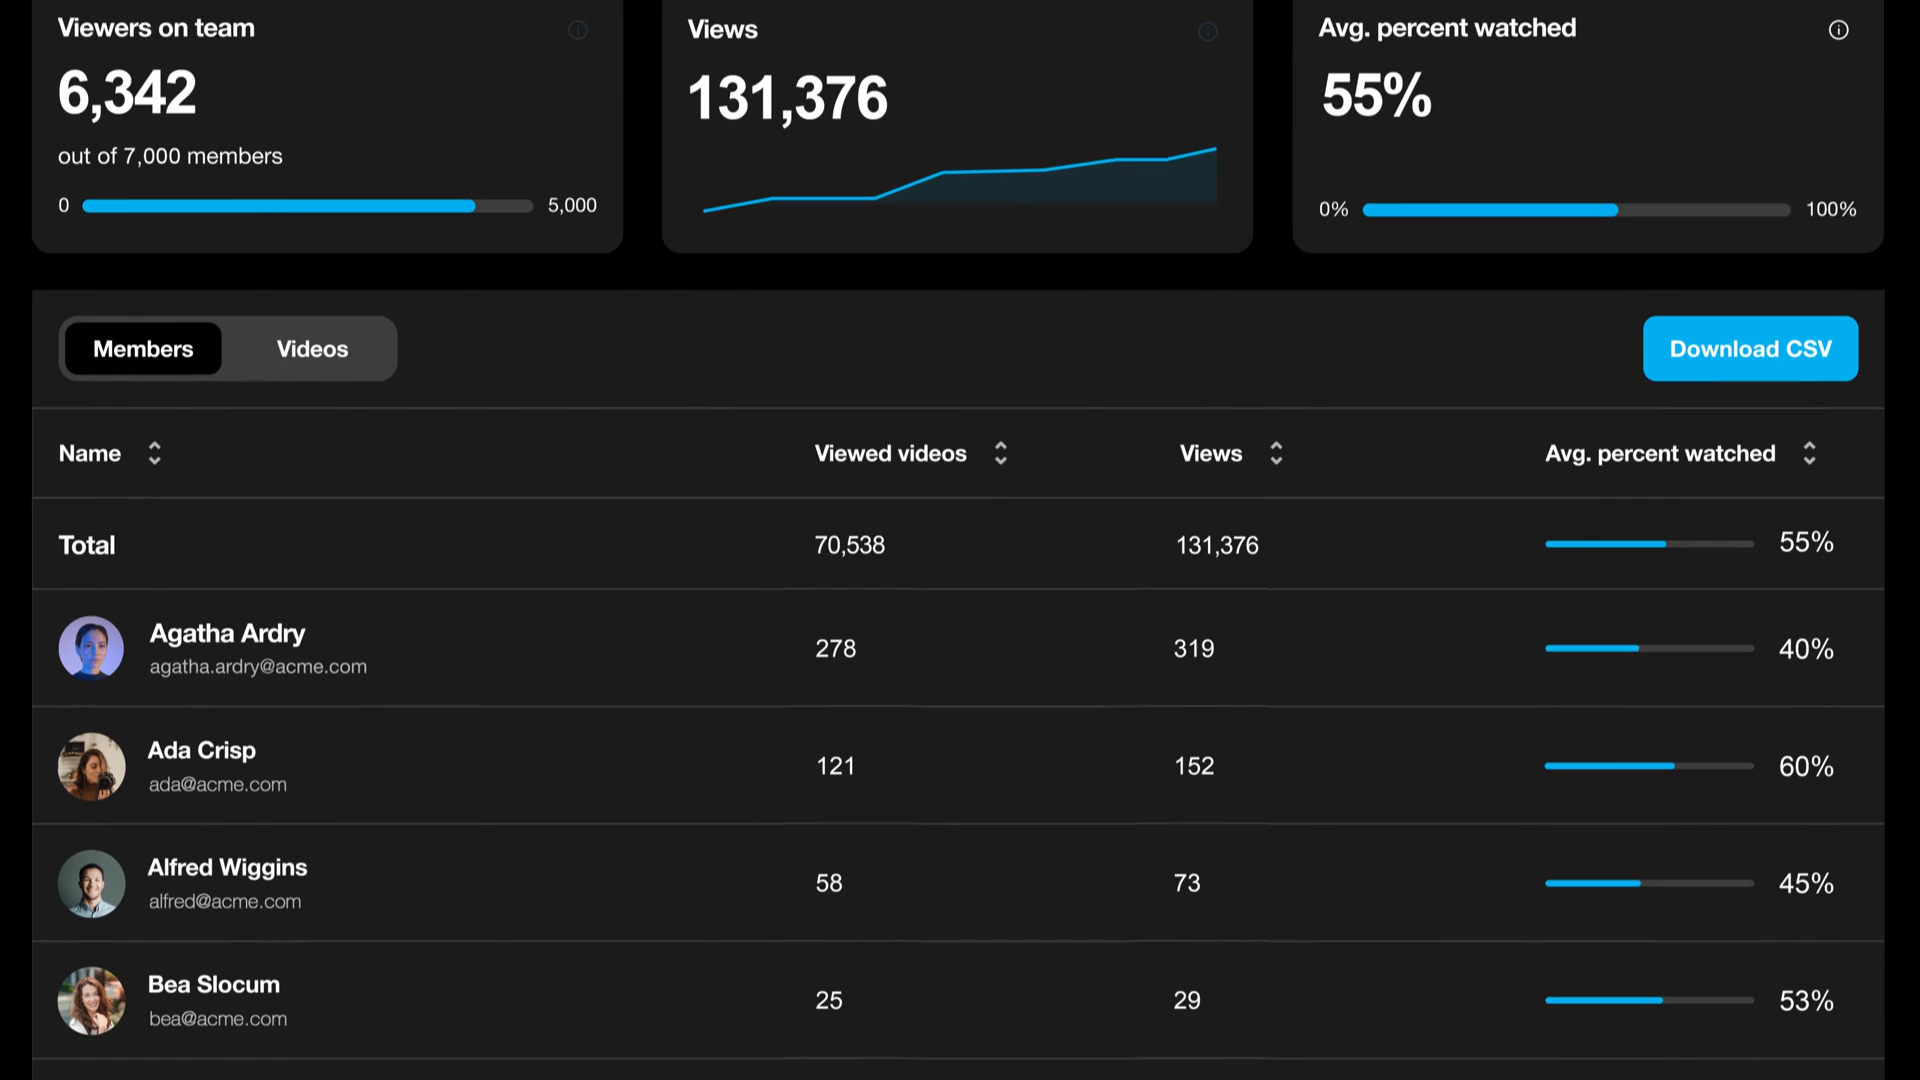 Viewers on team
6,342
out of 7,000 members
0 5,000
Views
131,376
Avg. percent watched
55%
0% 100%
Members Videos Download CSV
Name Viewed videos Views Avg. percent watched
Total 70,538 131,376 55%
Agatha Ardry
agatha.ardry@acme.com
278 319 40%
Ada Crisp
ada@acme.com
121 152 60%
Alfred Wiggins
alfred@acme.com
58 73 45%
Bea Slocum
bea@acme.com
25 29 53%